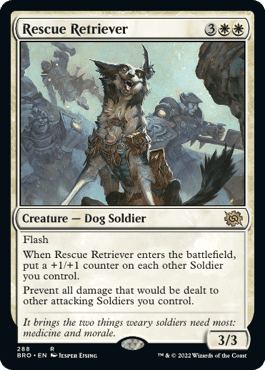 Rescue Retriever 3
Creature — Dog Soldier
Flash
When Rescue Retriever enters the battlefield,
put a +1/+1 counter on each other Soldier
you control.
Prevent all damage that would be dealt to
other attacking Soldiers you control.
It brings the two things weary soldiers need most:
medicine and morale.
3/3
288 R
BRO • EN Jesper Ejsing
™ & © 2022 Wizards of the Coast